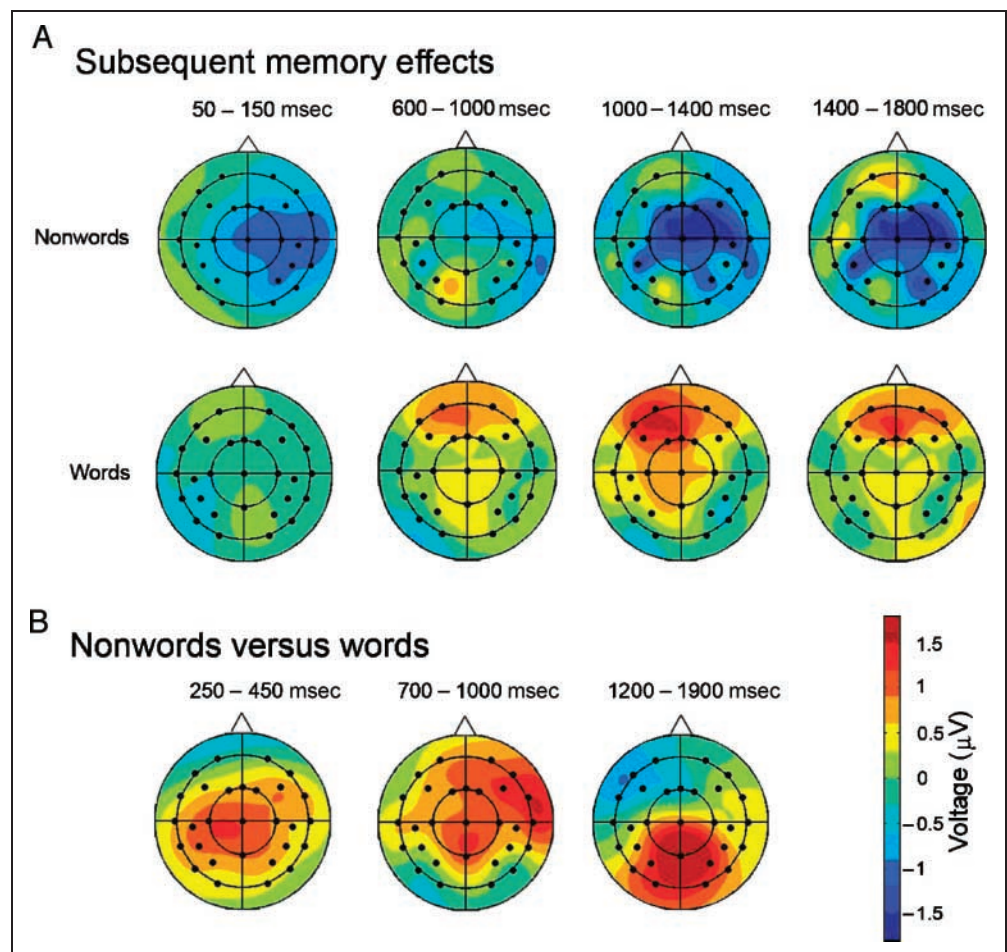 A
Subsequent memory effects
50 – 150 msec 600 – 1000 msec 1000 – 1400 msec 1400 – 1800 msec
Nonwords
Words
B
Nonwords versus words
250 – 450 msec 700 – 1000 msec 1200 – 1900 msec
1.5
1
0.5
0
−0.5
−1
−1.5
Voltage (µV)